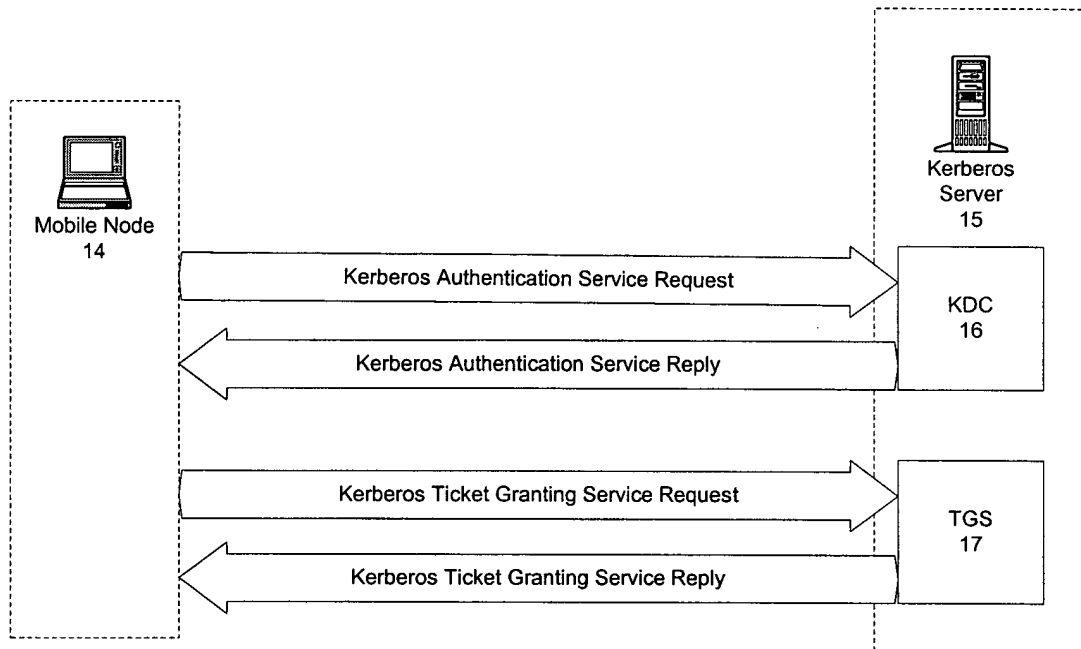 Kerberos
Server
15
Mobile Node
14
Kerberos Authentication Service Request
KDC
16
Kerberos Authentication Service Reply
Kerberos Ticket Granting Service Request
TGS
17
Kerberos Ticket Granting Service Reply